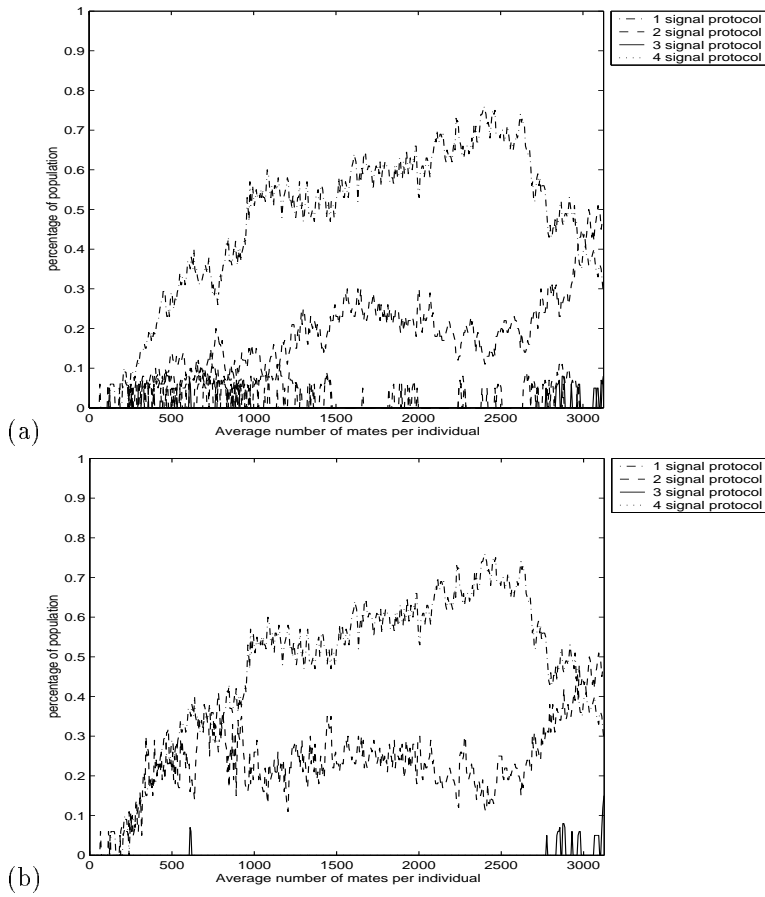 1
0.9
0.8
0.7
0.6
0.5
0.4
0.3
0.2
0.1
0
percentage of population
0 500 1000 1500 2000 2500 3000
Average number of mates per individual
1 signal protocol
2 signal protocol
3 signal protocol
4 signal protocol
(a)
1
0.9
0.8
0.7
0.6
0.5
0.4
0.3
0.2
0.1
0
percentage of population
0 500 1000 1500 2000 2500 3000
Average number of mates per individual
1 signal protocol
2 signal protocol
3 signal protocol
4 signal protocol
(b)